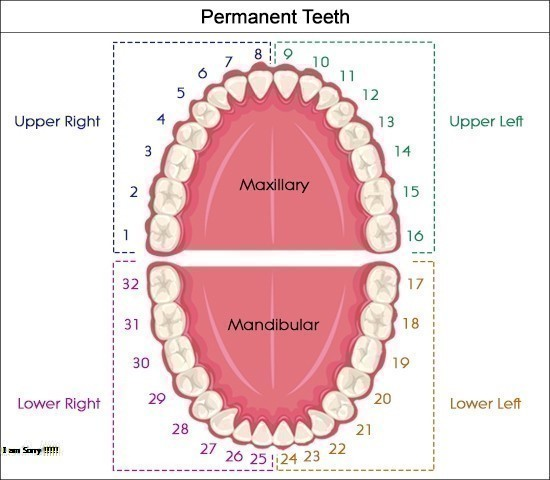 Permanent Teeth
8 9
7 10
6 11
5 12
Upper Right 4 13 Upper Left
3 14
Maxillary
2 15
1 16
32 17
31 Mandibular 18
30 19
Lower Right 29 20 Lower Left
28 21
27 22
26 23
25 24
I am Sorry !!!!!